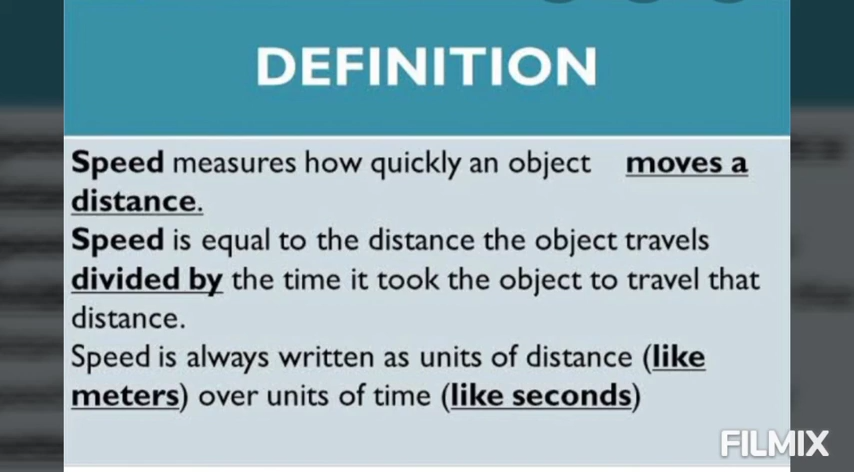 DEFINITION
Speed measures how quickly an object moves a
distance.
Speed is equal to the distance the object travels
divided by the time it took the object to travel that
distance.
Speed is always written as units of distance (like
meters) over units of time (like seconds)
FILMIX